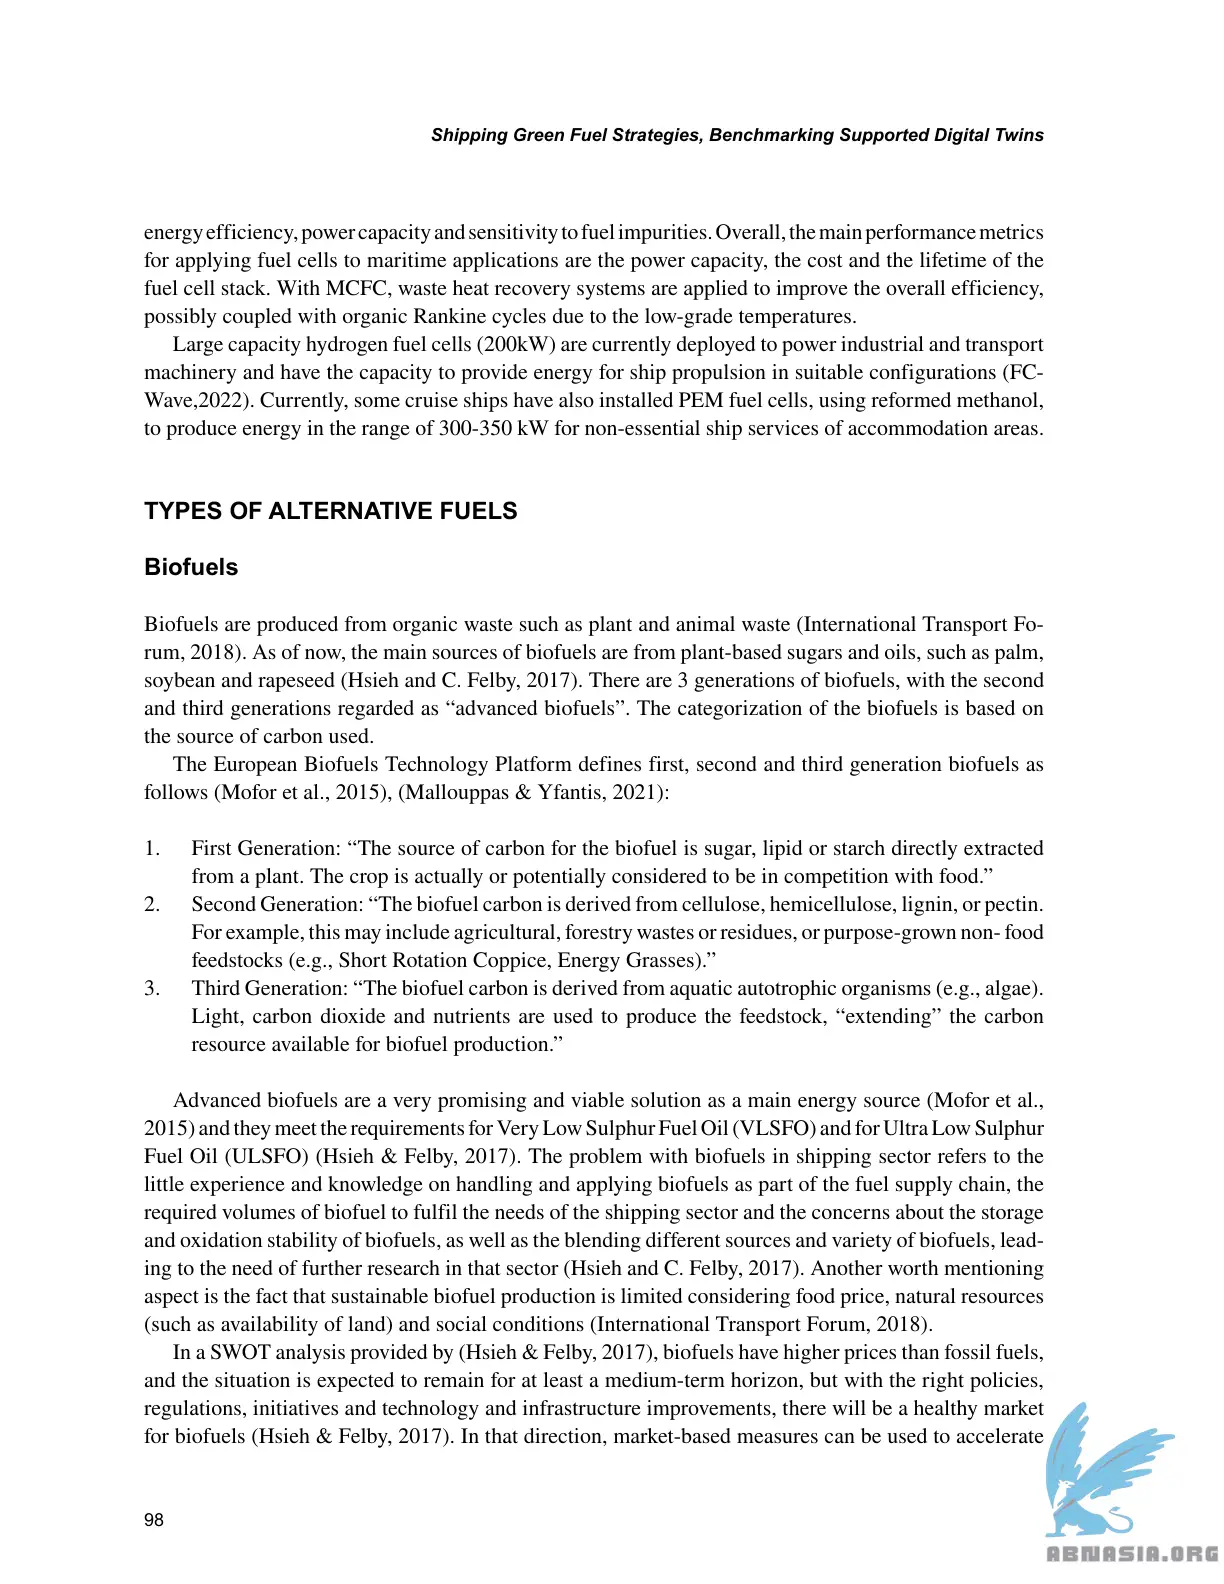 Shipping Green Fuel Strategies, Benchmarking Supported Digital Twins
energy efficiency, power capacity and sensitivity to fuel impurities. Overall, the main performance metrics
for applying fuel cells to maritime applications are the power capacity, the cost and the lifetime of the
fuel cell stack. With MCFC, waste heat recovery systems are applied to improve the overall efficiency,
possibly coupled with organic Rankine cycles due to the low-grade temperatures.
Large capacity hydrogen fuel cells (200kW) are currently deployed to power industrial and transport
machinery and have the capacity to provide energy for ship propulsion in suitable configurations (FC-
Wave,2022). Currently, some cruise ships have also installed PEM fuel cells, using reformed methanol,
to produce energy in the range of 300-350 kW for non-essential ship services of accommodation areas.
TYPES OF ALTERNATIVE FUELS
Biofuels
Biofuels are produced from organic waste such as plant and animal waste (International Transport Fo-
rum, 2018). As of now, the main sources of biofuels are from plant-based sugars and oils, such as palm,
soybean and rapeseed (Hsieh and C. Felby, 2017). There are 3 generations of biofuels, with the second
and third generations regarded as “advanced biofuels”. The categorization of the biofuels is based on
the source of carbon used.
The European Biofuels Technology Platform defines first, second and third generation biofuels as
follows (Mofor et al., 2015), (Mallouppas & Yfantis, 2021):
1. First Generation: “The source of carbon for the biofuel is sugar, lipid or starch directly extracted
from a plant. The crop is actually or potentially considered to be in competition with food.”
2. Second Generation: “The biofuel carbon is derived from cellulose, hemicellulose, lignin, or pectin.
For example, this may include agricultural, forestry wastes or residues, or purpose-grown non- food
feedstocks (e.g., Short Rotation Coppice, Energy Grasses).”
3. Third Generation: “The biofuel carbon is derived from aquatic autotrophic organisms (e.g., algae).
Light, carbon dioxide and nutrients are used to produce the feedstock, “extending” the carbon
resource available for biofuel production.”
Advanced biofuels are a very promising and viable solution as a main energy source (Mofor et al.,
2015) and they meet the requirements for Very Low Sulphur Fuel Oil (VLSFO) and for Ultra Low Sulphur
Fuel Oil (ULSFO) (Hsieh & Felby, 2017). The problem with biofuels in shipping sector refers to the
little experience and knowledge on handling and applying biofuels as part of the fuel supply chain, the
required volumes of biofuel to fulfil the needs of the shipping sector and the concerns about the storage
and oxidation stability of biofuels, as well as the blending different sources and variety of biofuels, lead-
ing to the need of further research in that sector (Hsieh and C. Felby, 2017). Another worth mentioning
aspect is the fact that sustainable biofuel production is limited considering food price, natural resources
(such as availability of land) and social conditions (International Transport Forum, 2018).
In a SWOT analysis provided by (Hsieh & Felby, 2017), biofuels have higher prices than fossil fuels,
and the situation is expected to remain for at least a medium-term horizon, but with the right policies,
regulations, initiatives and technology and infrastructure improvements, there will be a healthy market
for biofuels (Hsieh & Felby, 2017). In that direction, market-based measures can be used to accelerate
98
ABNASIA.ORG